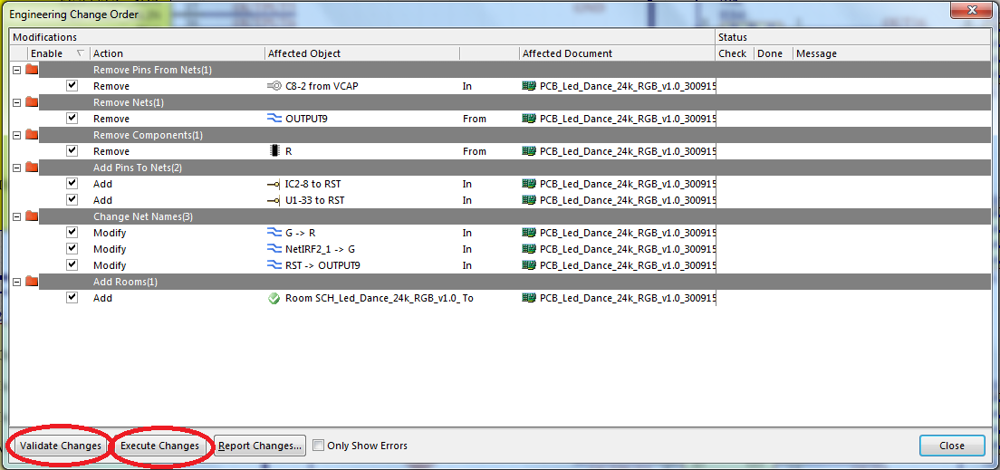 Engineering Change Order
Modifications Status
Enable Action Affected Object Affected Document Check Done Message
Remove Pins From Nets(1)
Remove C8-2 from VCAP In PCB_Led_Dance_24k_RGB_v1.0_300915
Remove Nets(1)
Remove OUTPUT9 From PCB_Led_Dance_24k_RGB_v1.0_300915
Remove Components(1)
Remove R From PCB_Led_Dance_24k_RGB_v1.0_300915
Add Pins To Nets(2)
Add IC2-8 to RST In PCB_Led_Dance_24k_RGB_v1.0_300915
Add U1-33 to RST In PCB_Led_Dance_24k_RGB_v1.0_300915
Change Net Names(3)
Modify G -> R In PCB_Led_Dance_24k_RGB_v1.0_300915
Modify NetIRF2_1 -> G In PCB_Led_Dance_24k_RGB_v1.0_300915
Modify RST -> OUTPUT9 In PCB_Led_Dance_24k_RGB_v1.0_300915
Add Rooms(1)
Add Room SCH_Led_Dance_24k_RGB_v1.0_ To PCB_Led_Dance_24k_RGB_v1.0_300915
Validate Changes Execute Changes Report Changes... Only Show Errors Close